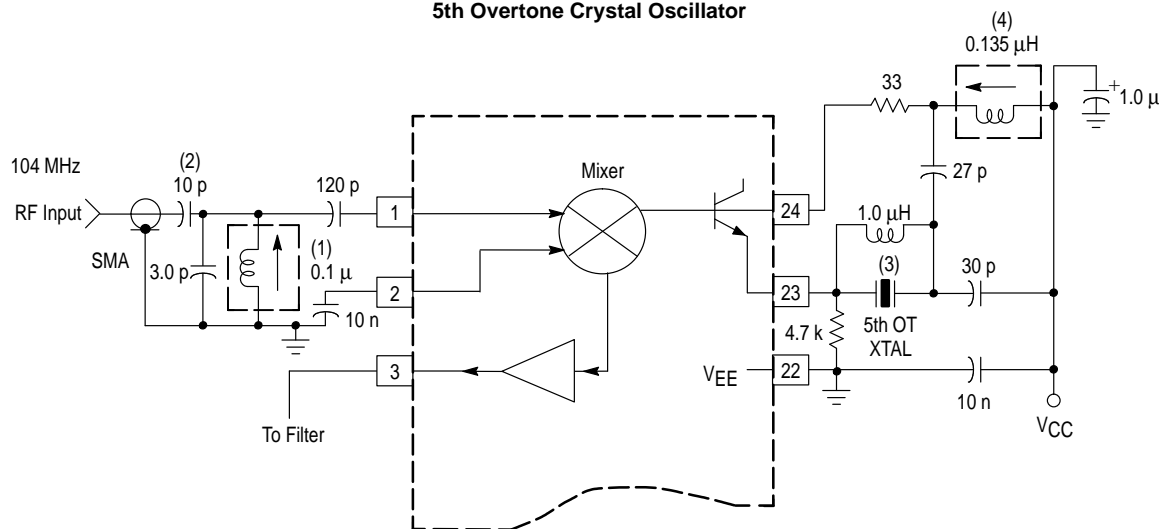 5th Overtone Crystal Oscillator
(4)
0.135 μH
33
+
1.0 μ
104 MHz
(2)
10 p
120 p
Mixer
27 p
RF Input
1
24
1.0 μH
SMA
3.0 p
(1)
0.1 μ
(3)
30 p
2
23
10 n
4.7 k
5th OT
XTAL
3
VEE
22
10 n
To Filter
VCC